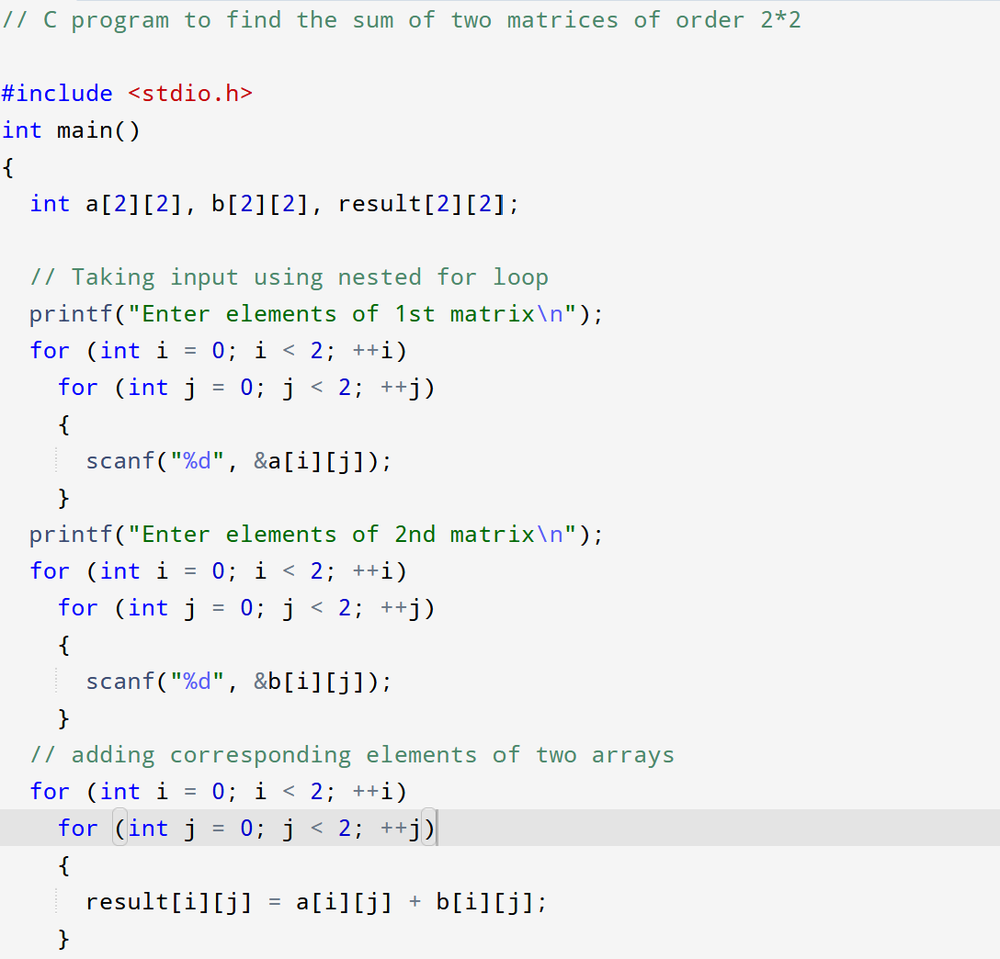 // C program to find the sum of two matrices of order 2*2
#include <stdio.h>
int main()
{
  int a[2][2], b[2][2], result[2][2];
  // Taking input using nested for loop
  printf("Enter elements of 1st matrix\n");
  for (int i = 0; i < 2; ++i)
    for (int j = 0; j < 2; ++j)
    {
      scanf("%d", &a[i][j]);
    }
  printf("Enter elements of 2nd matrix\n");
  for (int i = 0; i < 2; ++i)
    for (int j = 0; j < 2; ++j)
    {
      scanf("%d", &b[i][j]);
    }
  // adding corresponding elements of two arrays
  for (int i = 0; i < 2; ++i)
    for (int j = 0; j < 2; ++j)
    {
      result[i][j] = a[i][j] + b[i][j];
    }